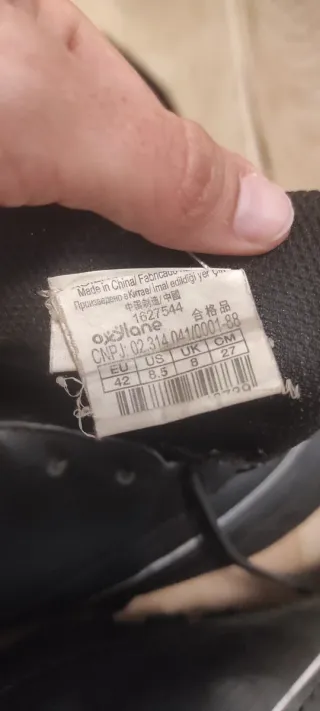 Made in China/ Fabricado
Произведено в Китае/ Imal edildiği yer Çin
中国制造/中國
1627544
oxylane 合格品
CNPJ: 02.314.041/0001-88
EU US UK CM
42 8.5 8 27